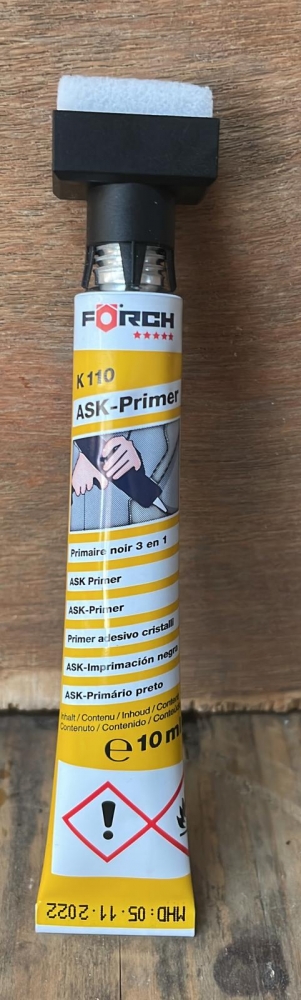 FÖRCH
K 110
ASK-Primer
Primaire noir 3 en 1
ASK Primer
ASK-Primer
Primer adesivo cristalli
ASK-Imprimación negra
ASK-Primário preto
Inhalt / Contenu / Inhoud /
Contenuto / Contenido /
℮ 10 m
MHD: 05.11.2022